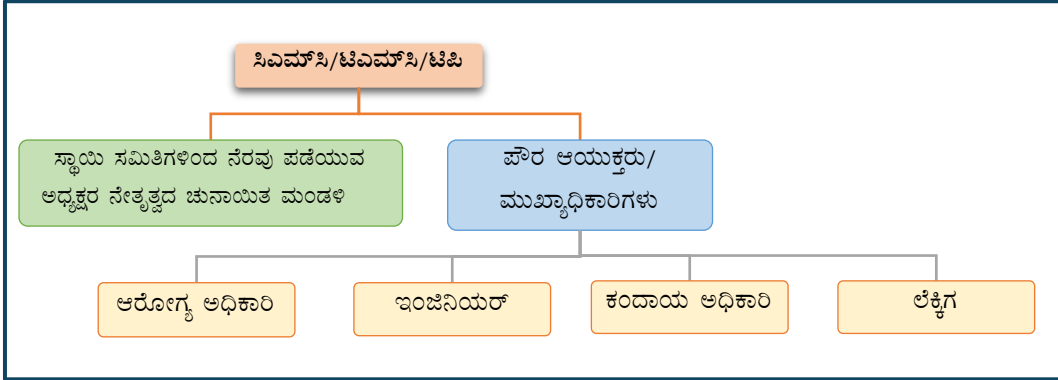 ಸಿಎಮ್‌ಸಿ/ಟಿಎಮ್‌ಸಿ/ಟಿಪಿ
ಸ್ಥಾಯಿ ಸಮಿತಿಗಳಿಂದ ನೆರವು ಪಡೆಯುವ
ಅಧ್ಯಕ್ಷರ ನೇತೃತ್ವದ ಚುನಾಯಿತ ಮಂಡಳಿ
ಪೌರ ಆಯುಕ್ತರು/
ಮುಖ್ಯಾಧಿಕಾರಿಗಳು
ಆರೋಗ್ಯ ಅಧಿಕಾರಿ
ಇಂಜಿನಿಯರ್
ಕಂದಾಯ ಅಧಿಕಾರಿ
ಲೆಕ್ಕಿಗ